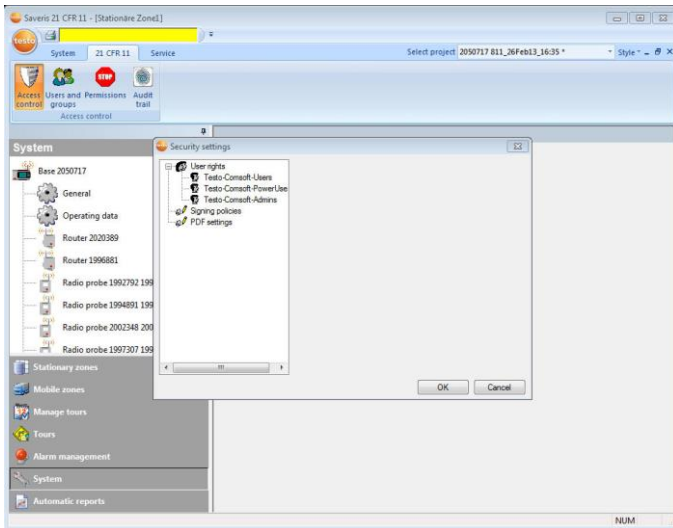 Saveris 21 CFR 11 - [Stationäre Zone1]
testo
System 21 CFR 11 Service
Select project 2050717 811_26Feb13_16:35 *
Style
Access control
Users and groups
Permissions
Audit trail
Access control
System
Base 2050717
General
Operating data
Router 2020389
Router 1996881
Radio probe 1992792 199
Radio probe 1994891 199
Radio probe 2002348 200
Radio probe 1997307 199
Stationary zones
Mobile zones
Manage tours
Tours
Alarm management
System
Automatic reports
Security settings
User rights
Testo-Comsoft-Users
Testo-Comsoft-PowerUse
Testo-Comsoft-Admins
Signing policies
PDF settings
OK Cancel
NUM